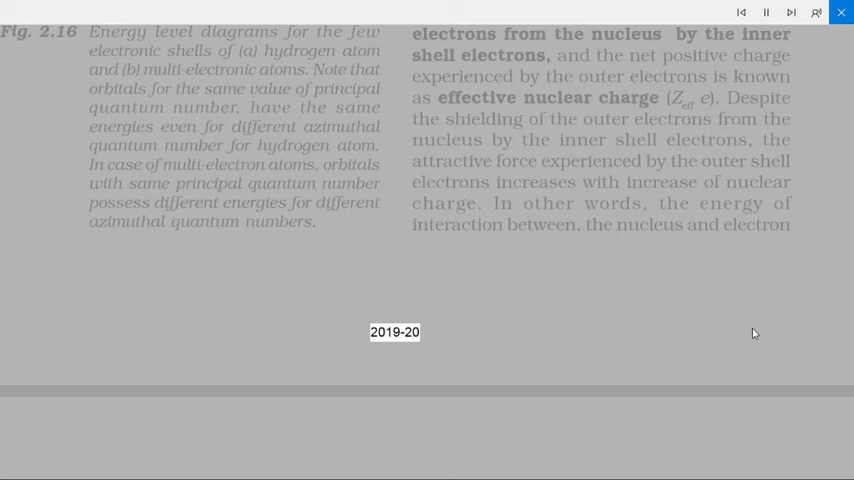 Fig. 2.16 Energy level diagrams for the few
electronic shells of (a) hydrogen atom
and (b) multi-electronic atoms. Note that
orbitals for the same value of principal
quantum number, have the same
energies even for different azimuthal
quantum number for hydrogen atom.
In case of multi-electron atoms, orbitals
with same principal quantum number
possess different energies for different
azimuthal quantum numbers.
electrons from the nucleus by the inner
shell electrons, and the net positive charge
experienced by the outer electrons is known
as effective nuclear charge (Zeff e). Despite
the shielding of the outer electrons from the
nucleus by the inner shell electrons, the
attractive force experienced by the outer shell
electrons increases with increase of nuclear
charge. In other words, the energy of
interaction between, the nucleus and electron
2019-20